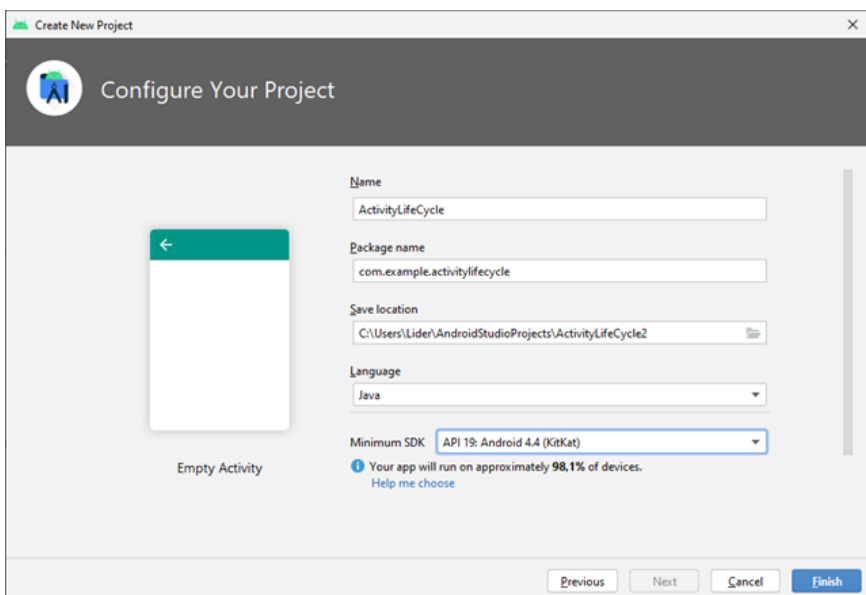 Create New Project
Configure Your Project
Name
ActivityLifeCycle
Package name
com.example.activitylifecycle
Save location
C:\Users\Lider\AndroidStudioProjects\ActivityLifeCycle2
Language
Java
Minimum SDK API 19: Android 4.4 (KitKat)
Your app will run on approximately 98,1% of devices.
Help me choose
Empty Activity
Previous Next Cancel Finish